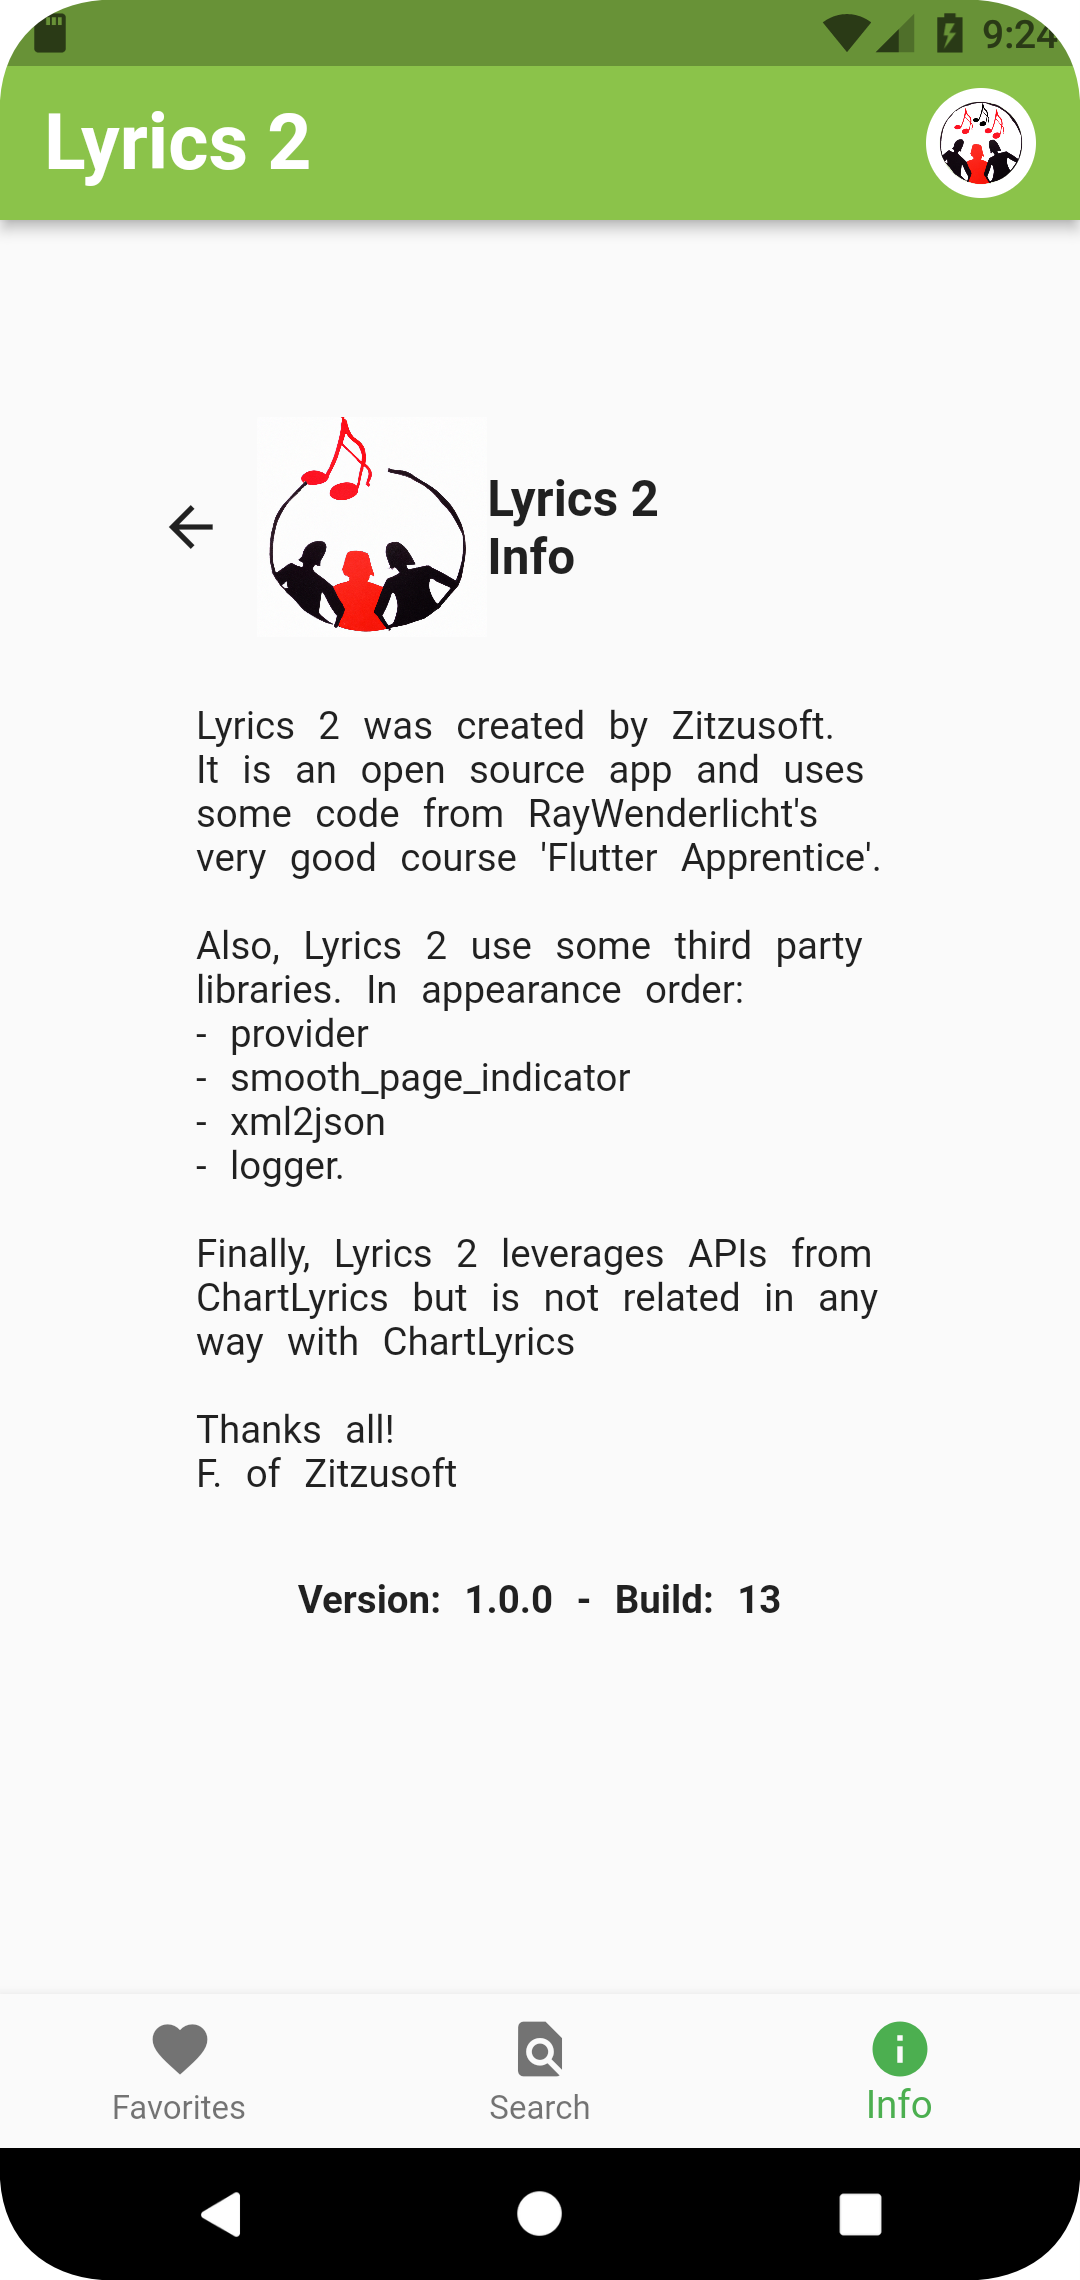 9:24
Lyrics 2
Lyrics 2
Info
Lyrics 2 was created by Zitzusoft.
It is an open source app and uses
some code from RayWenderlicht's
very good course 'Flutter Apprentice'.
Also, Lyrics 2 use some third party
libraries. In appearance order:
- provider
- smooth_page_indicator
- xml2json
- logger.
Finally, Lyrics 2 leverages APIs from
ChartLyrics but is not related in any
way with ChartLyrics
Thanks all!
F. of Zitzusoft
Version: 1.0.0 - Build: 13
Favorites
Search
Info